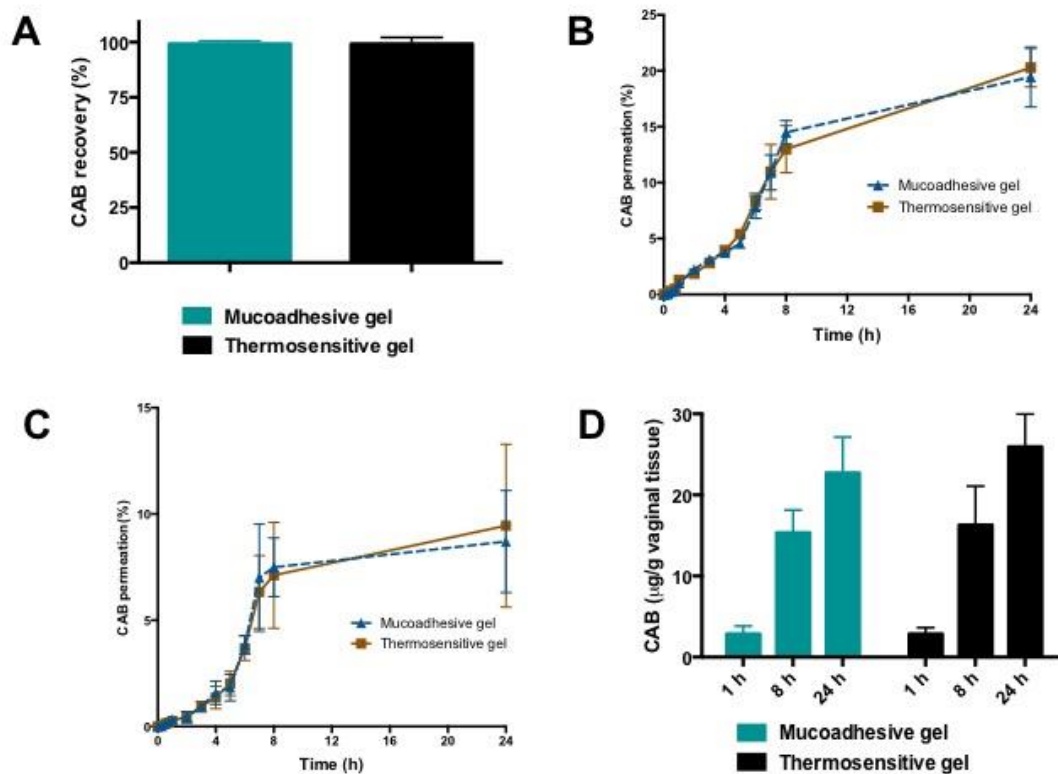 A
CAB recovery (%)
100
75
50
25
0
Mucoadhesive gel
Thermosensitive gel
B
CAB permeation (%)
25
20
15
10
5
0
Mucoadhesive gel
Thermosensitive gel
0 4 8 12 16 20 24
Time (h)
C
CAB permeation (%)
15
10
5
0
Mucoadhesive gel
Thermosensitive gel
0 4 8 12 16 20 24
Time (h)
D
CAB (µg/g vaginal tissue)
30
20
10
0
1 h 8 h 24 h 1 h 8 h 24 h
Mucoadhesive gel
Thermosensitive gel